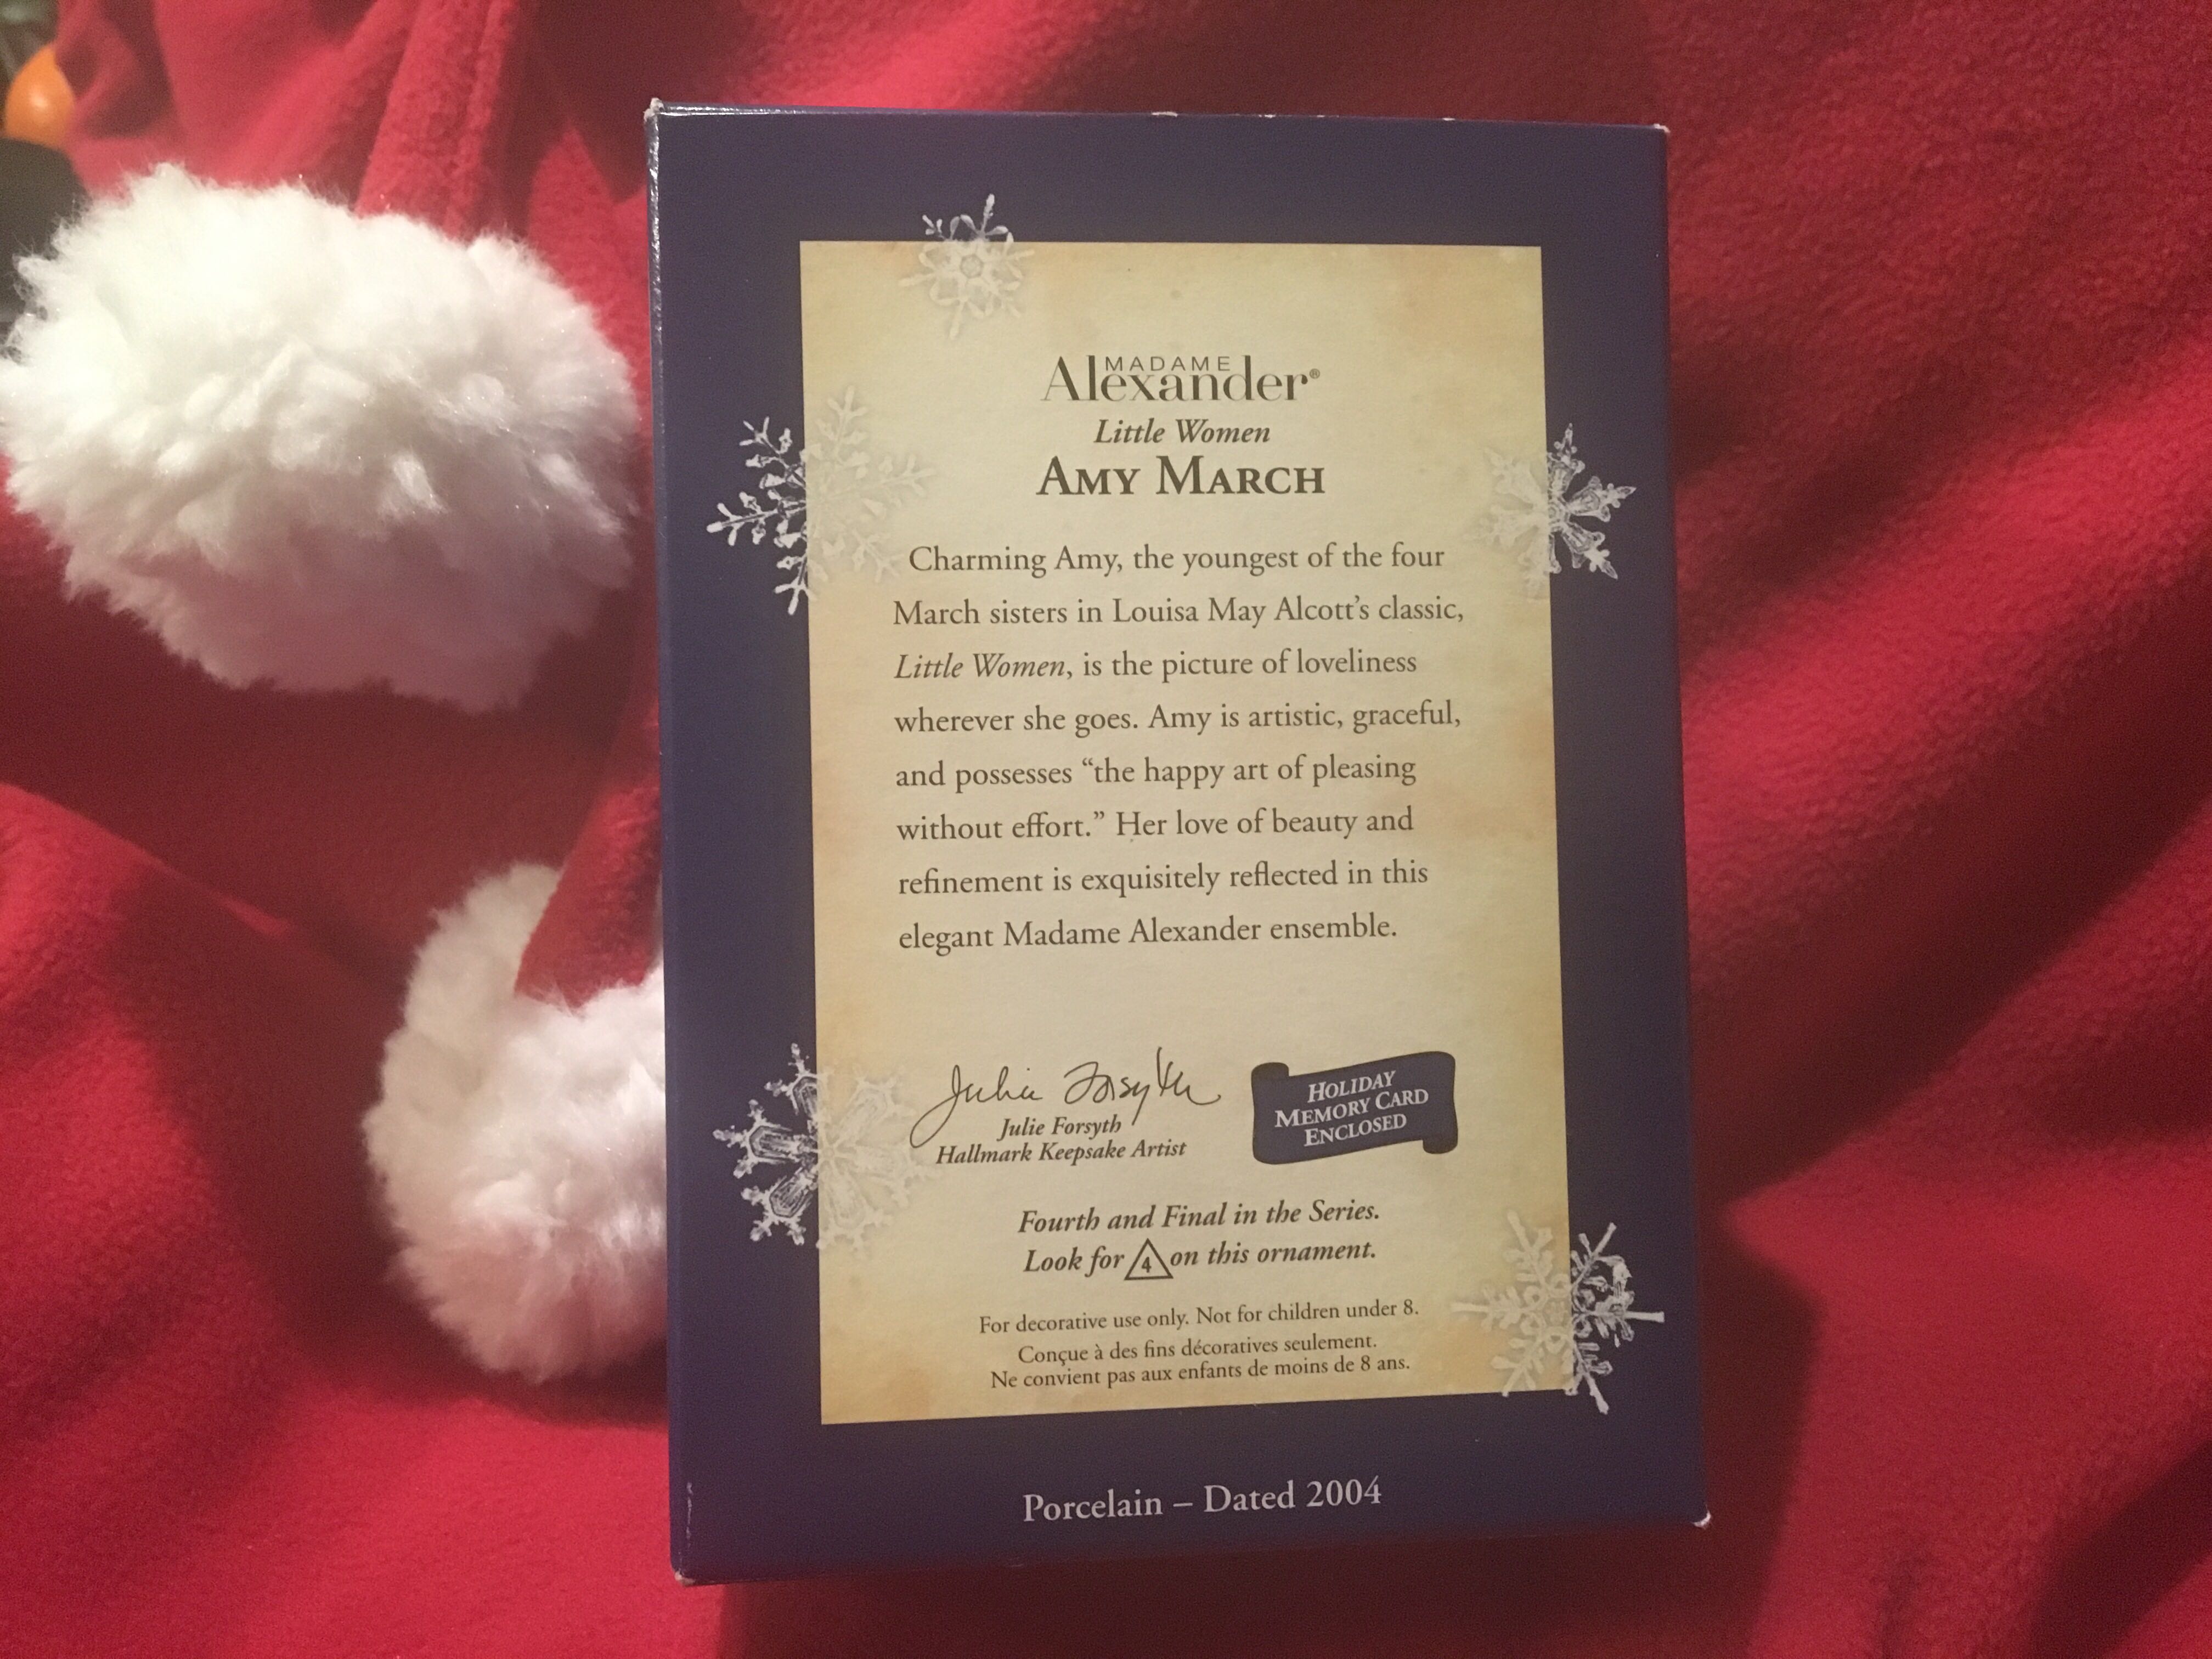 MADAME
Alexander®
Little Women
AMY MARCH
Charming Amy, the youngest of the four
March sisters in Louisa May Alcott's classic,
Little Women, is the picture of loveliness
wherever she goes. Amy is artistic, graceful,
and possesses “the happy art of pleasing
without effort.” Her love of beauty and
refinement is exquisitely reflected in this
elegant Madame Alexander ensemble.
Julie Forsyth
Julie Forsyth
Hallmark Keepsake Artist
HOLIDAY
MEMORY CARD
ENCLOSED
Fourth and Final in the Series.
Look for 4 on this ornament.
For decorative use only. Not for children under 8.
Conçue à des fins décoratives seulement.
Ne convient pas aux enfants de moins de 8 ans.
Porcelain – Dated 2004